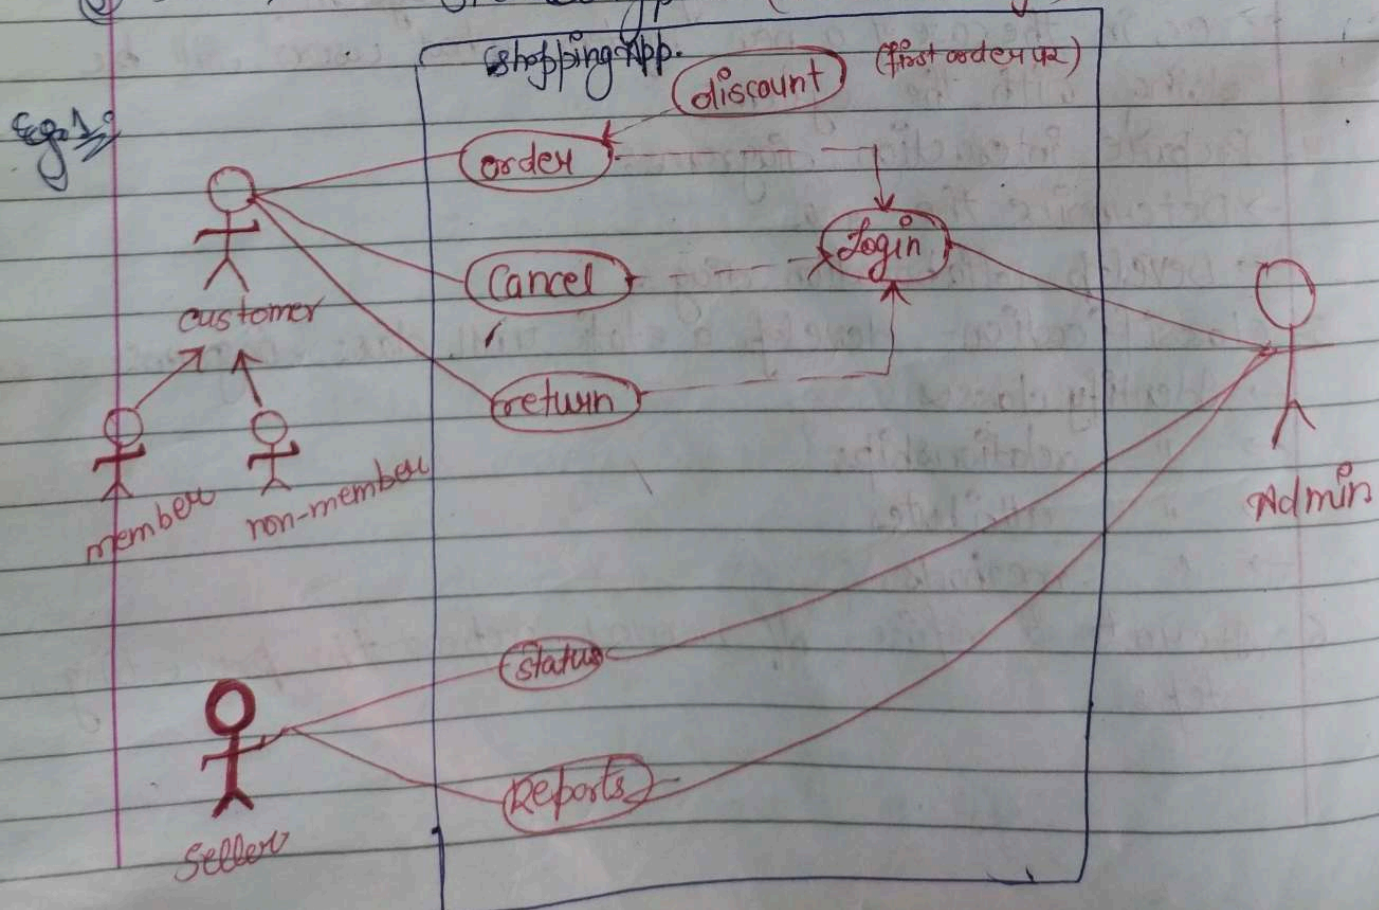 Shopping App.
(first order
discount
Eg:1:
order
Login
Cancel
customer
return
member
non-member
Admin
status
Reports
Seller